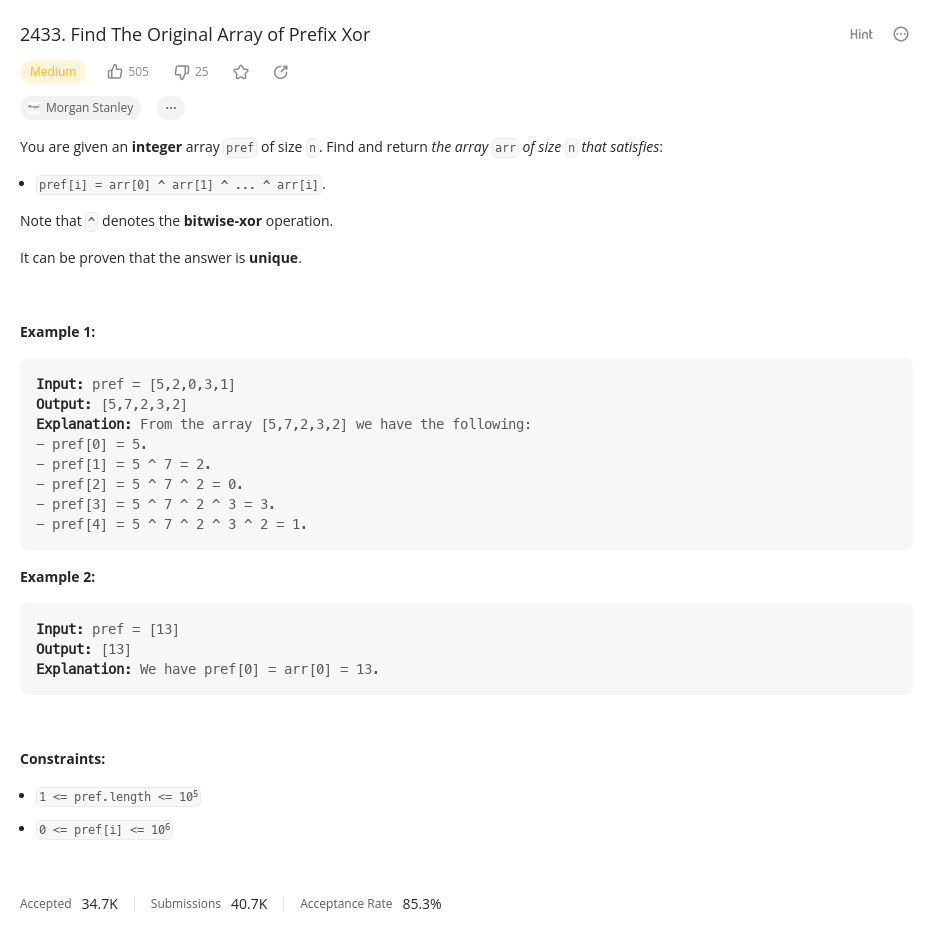 2433. Find The Original Array of Prefix Xor
Hint
Medium 505 25
Morgan Stanley ...
You are given an integer array pref of size n. Find and return the array arr of size n that satisfies:
• pref[i] = arr[0] ^ arr[1] ^ ... ^ arr[i].
Note that ^ denotes the bitwise-xor operation.
It can be proven that the answer is unique.
Example 1:
Input: pref = [5,2,0,3,1]
Output: [5,7,2,3,2]
Explanation: From the array [5,7,2,3,2] we have the following:
- pref[0] = 5.
- pref[1] = 5 ^ 7 = 2.
- pref[2] = 5 ^ 7 ^ 2 = 0.
- pref[3] = 5 ^ 7 ^ 2 ^ 3 = 3.
- pref[4] = 5 ^ 7 ^ 2 ^ 3 ^ 2 = 1.
Example 2:
Input: pref = [13]
Output: [13]
Explanation: We have pref[0] = arr[0] = 13.
Constraints:
• 1 <= pref.length <= 10⁵
• 0 <= pref[i] <= 10⁶
Accepted 34.7K Submissions 40.7K Acceptance Rate 85.3%